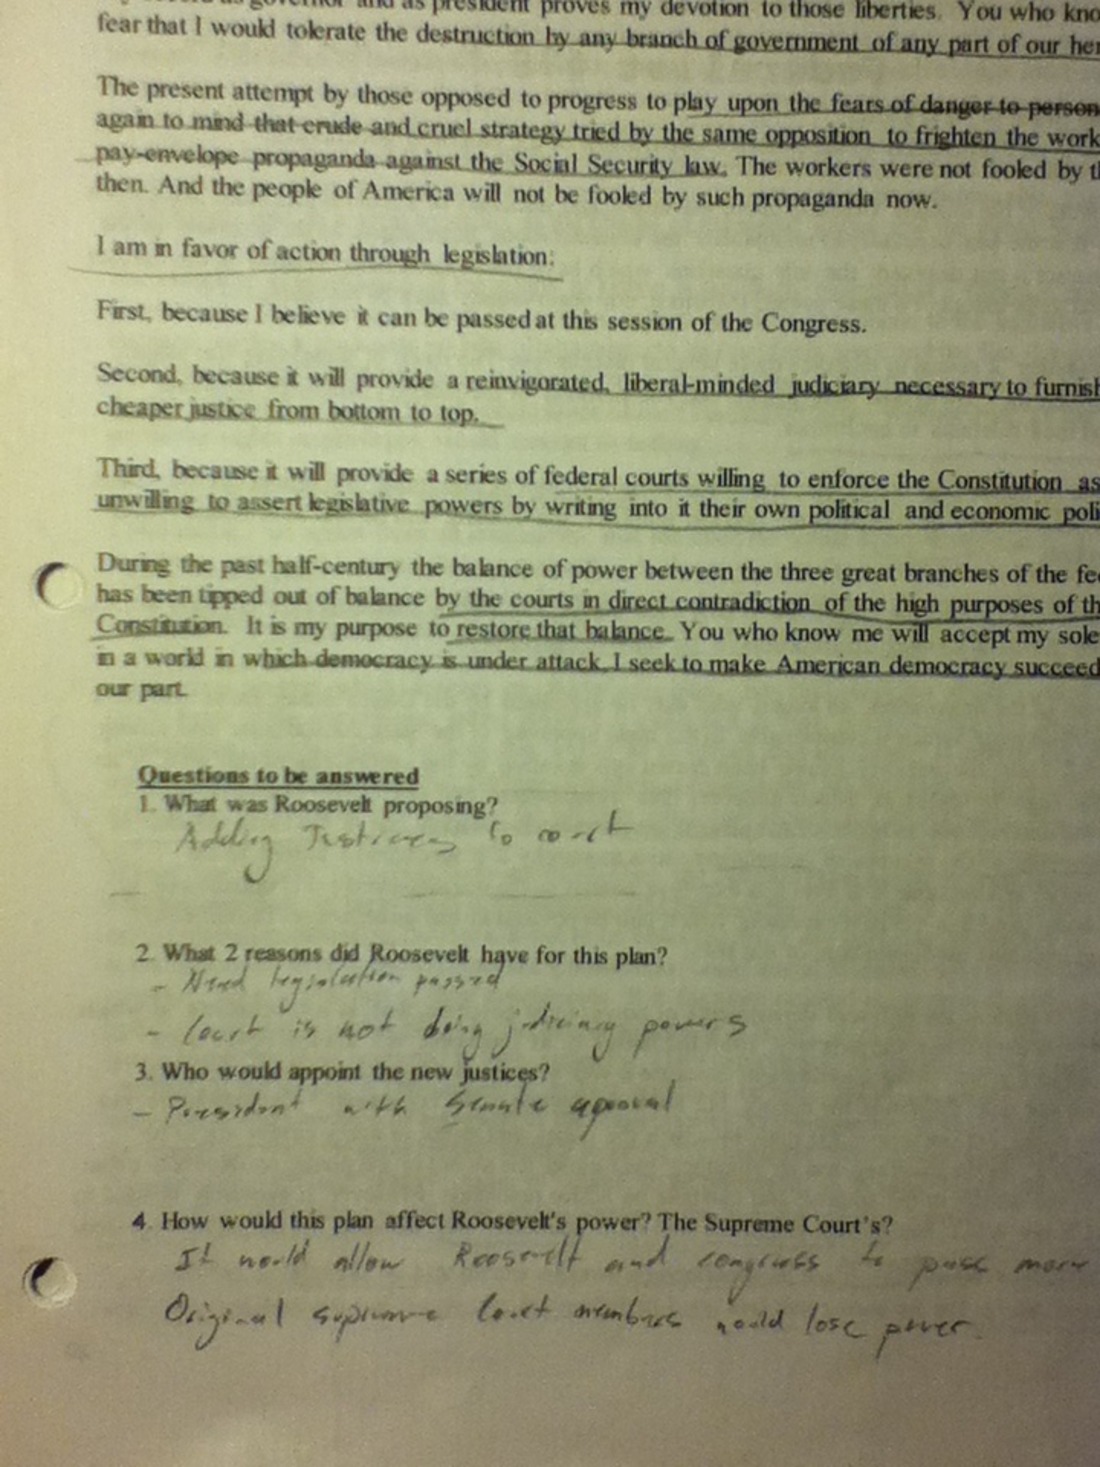 as governor and as president proves my devotion to those liberties. You who kno
fear that I would tolerate the destruction by any branch of government of any part of our her
The present attempt by those opposed to progress to play upon the fears of danger to person
again to mind that crude and cruel strategy tried by the same opposition to frighten the work
pay-envelope propaganda against the Social Security law. The workers were not fooled by th
then. And the people of America will not be fooled by such propaganda now.
I am in favor of action through legislation:
First, because I believe it can be passed at this session of the Congress.
Second, because it will provide a reinvigorated, liberal-minded judiciary necessary to furnish
cheaper justice from bottom to top.
Third, because it will provide a series of federal courts willing to enforce the Constitution as
unwilling to assert legislative powers by writing into it their own political and economic poli
During the past half-century the balance of power between the three great branches of the fe
has been tipped out of balance by the courts in direct contradiction of the high purposes of th
Constitution. It is my purpose to restore that balance. You who know me will accept my sole
in a world in which democracy is under attack, I seek to make American democracy succeed
our part.
Questions to be answered
1. What was Roosevelt proposing?
Adding Justices to court
2. What 2 reasons did Roosevelt have for this plan?
- Need legislation passed
- Court is not doing judiciary powers
3. Who would appoint the new justices?
- President with Senate aproval
4. How would this plan affect Roosevelt's power? The Supreme Court's?
It would allow Roosevelt and congress to pass more
Original supreme Court members would lose power.